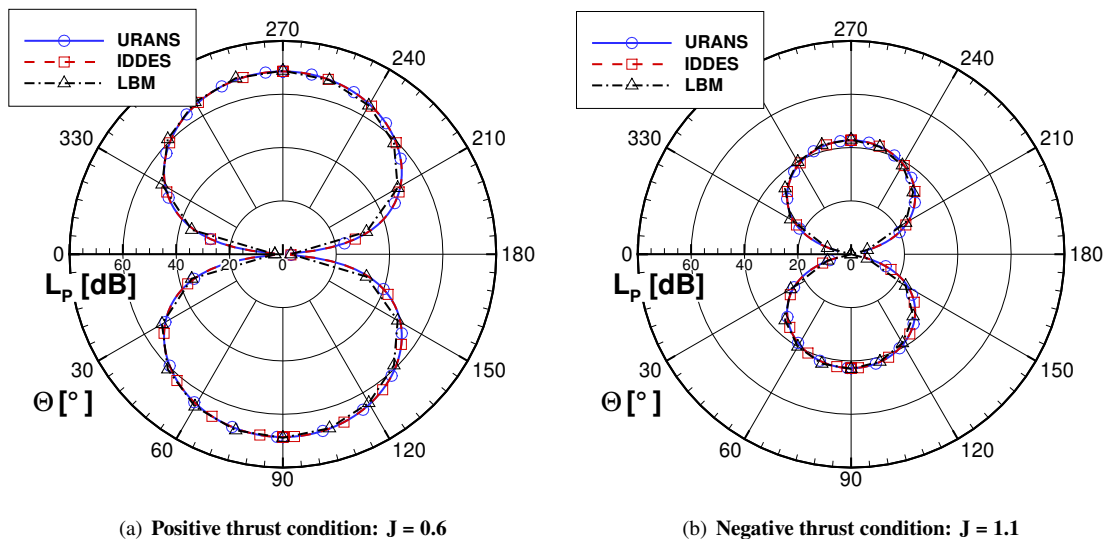 URANS
IDDES
LBM
270
240
210
180
150
120
90
60
30
0
330
60 40 20 0
Lₚ [dB]
Θ [°]
(a) Positive thrust condition: J = 0.6
URANS
IDDES
LBM
270
240
210
180
150
120
90
60
30
0
330
60 40 20 0
Lₚ [dB]
Θ [°]
(b) Negative thrust condition: J = 1.1